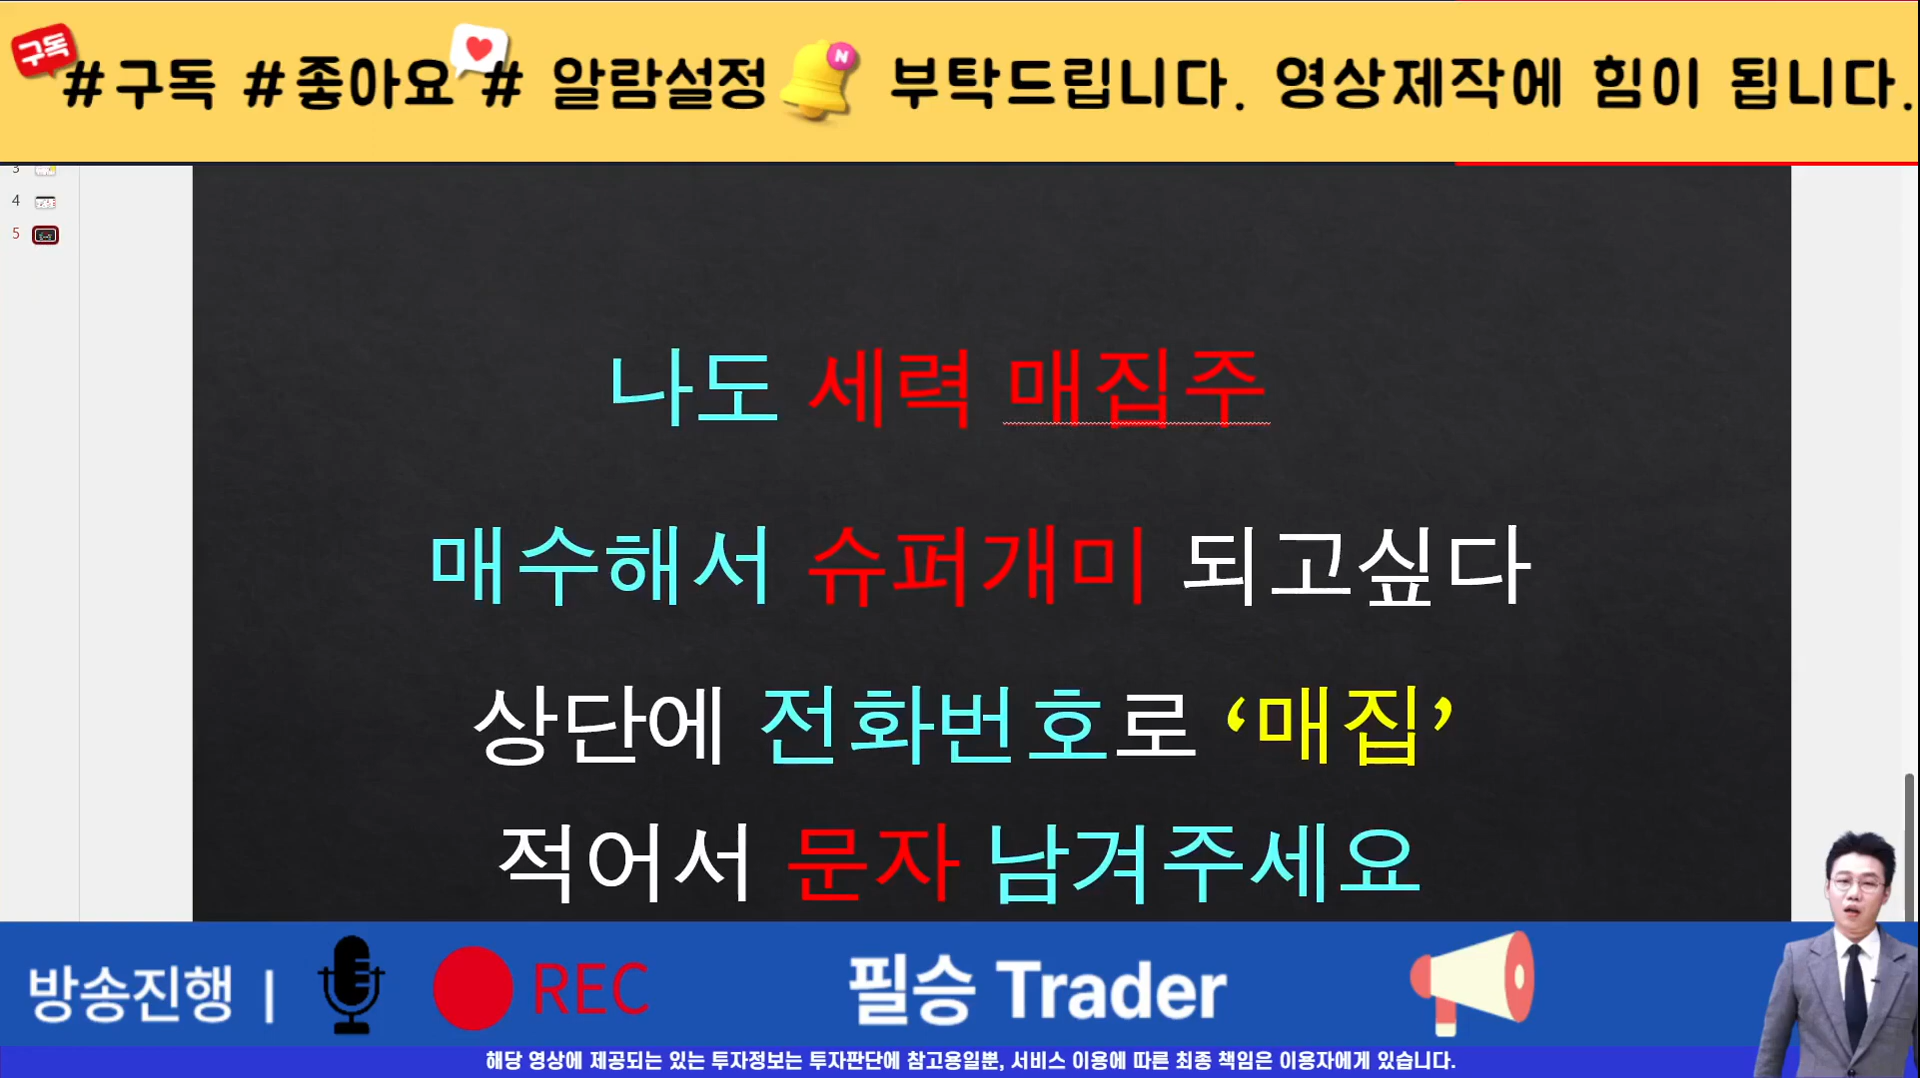 구독
#구독 #좋아요 # 알람설정 N 부탁드립니다. 영상제작에 힘이 됩니다.
3
4
5
나도 세력 매집주
매수해서 슈퍼개미 되고싶다
상단에 전화번호로 ‘매집’
적어서 문자 남겨주세요
방송진행 | REC 필승 Trader
해당 영상에 제공되는 있는 투자정보는 투자판단에 참고용일뿐, 서비스 이용에 따른 최종 책임은 이용자에게 있습니다.